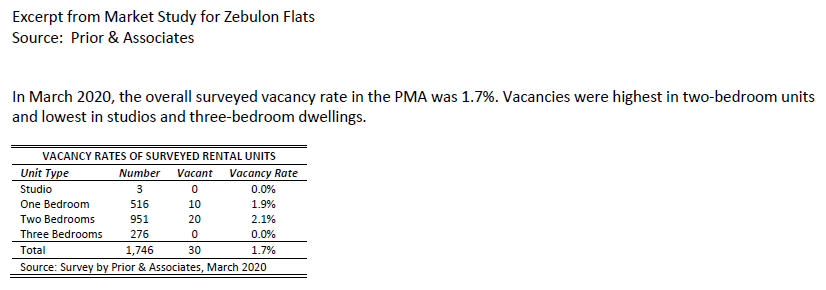 Excerpt from Market Study for Zebulon Flats
Source:  Prior & Associates
In March 2020, the overall surveyed vacancy rate in the PMA was 1.7%. Vacancies were highest in two-bedroom units
and lowest in studios and three-bedroom dwellings.
VACANCY RATES OF SURVEYED RENTAL UNITS
Unit Type Number Vacant Vacancy Rate
Studio 3 0 0.0%
One Bedroom 516 10 1.9%
Two Bedrooms 951 20 2.1%
Three Bedrooms 276 0 0.0%
Total 1,746 30 1.7%
Source: Survey by Prior & Associates, March 2020